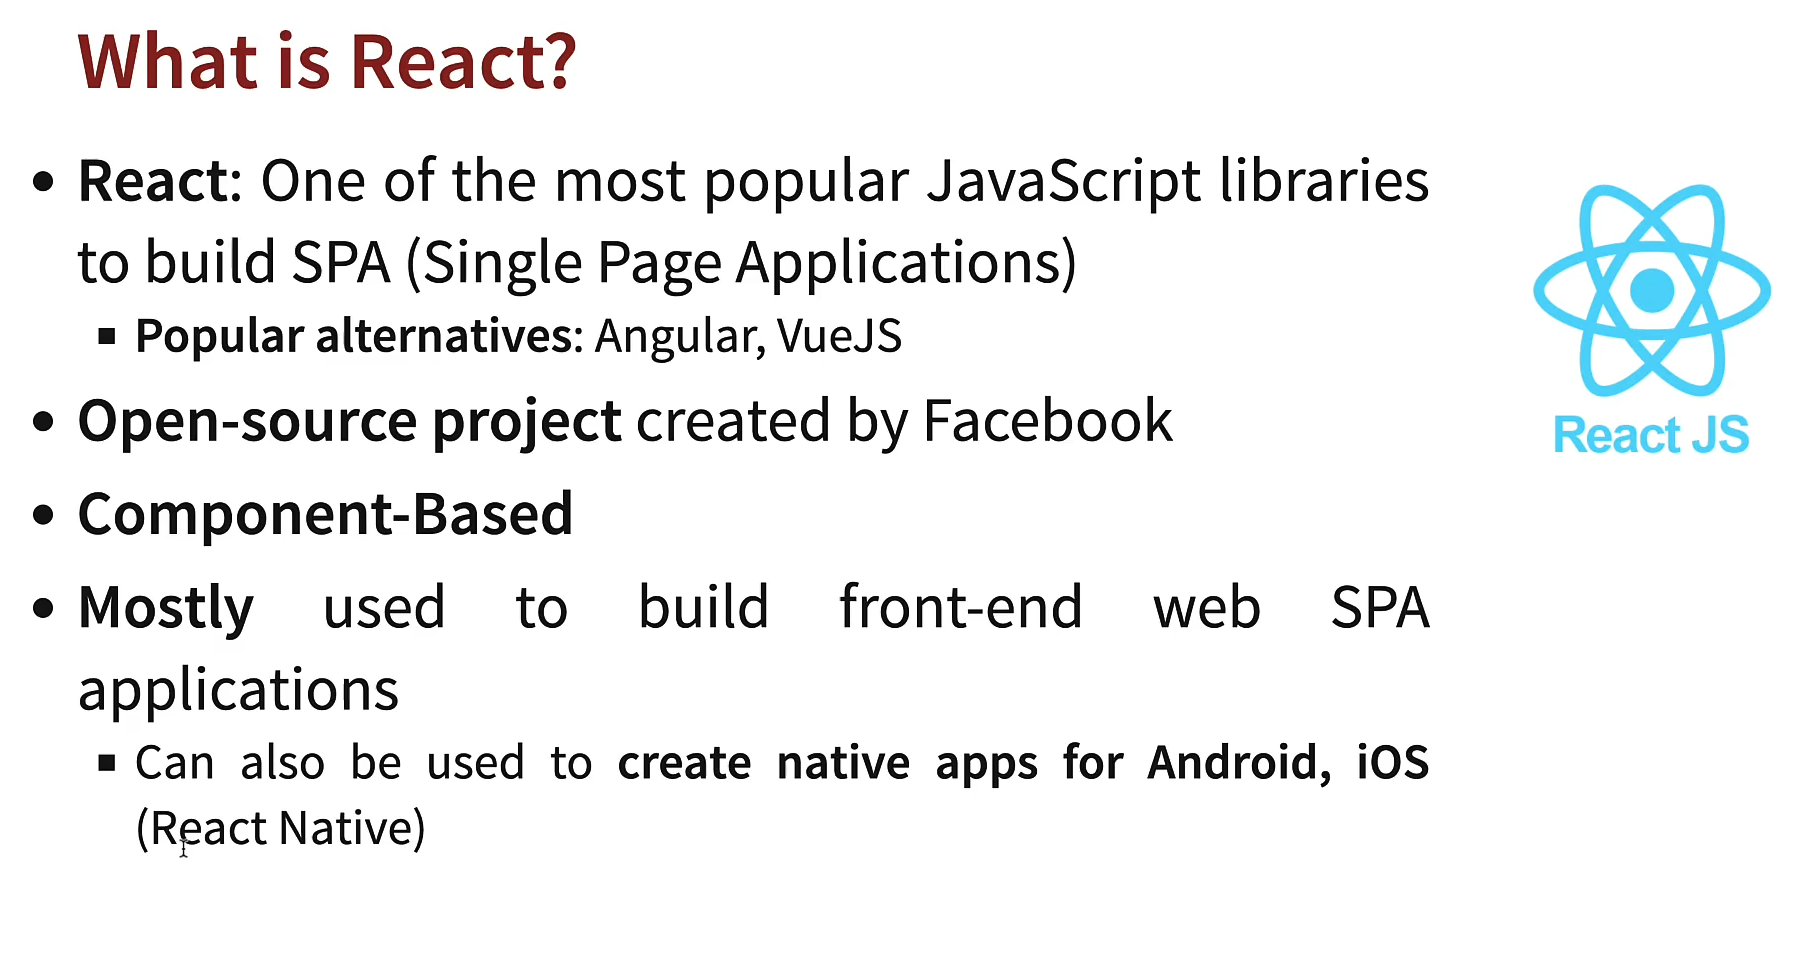 What is React?
• React: One of the most popular JavaScript libraries
to build SPA (Single Page Applications)
▪ Popular alternatives: Angular, VueJS
• Open-source project created by Facebook
• Component-Based
• Mostly used to build front-end web SPA
applications
▪ Can also be used to create native apps for Android, iOS
(React Native)
React JS